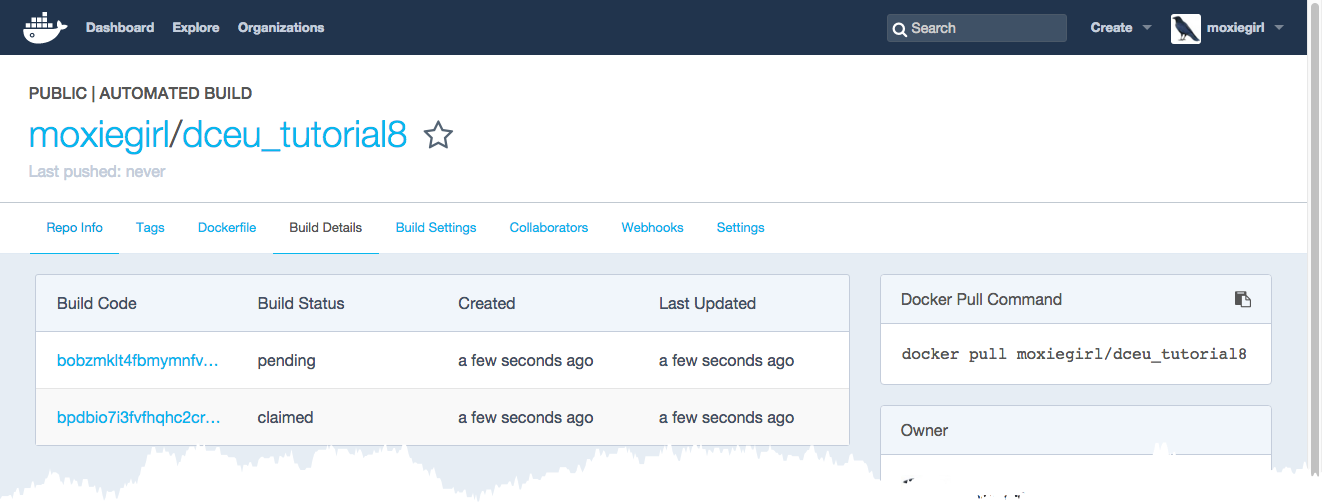 Dashboard Explore Organizations Search Create moxiegirl
PUBLIC | AUTOMATED BUILD
moxiegirl/dceu_tutorial8
Last pushed: never
Repo Info Tags Dockerfile Build Details Build Settings Collaborators Webhooks Settings
Build Code Build Status Created Last Updated
bobzmklt4fbmymnfv... pending a few seconds ago a few seconds ago
bpdbio7i3fvfhqhc2cr... claimed a few seconds ago a few seconds ago
Docker Pull Command
docker pull moxiegirl/dceu_tutorial8
Owner